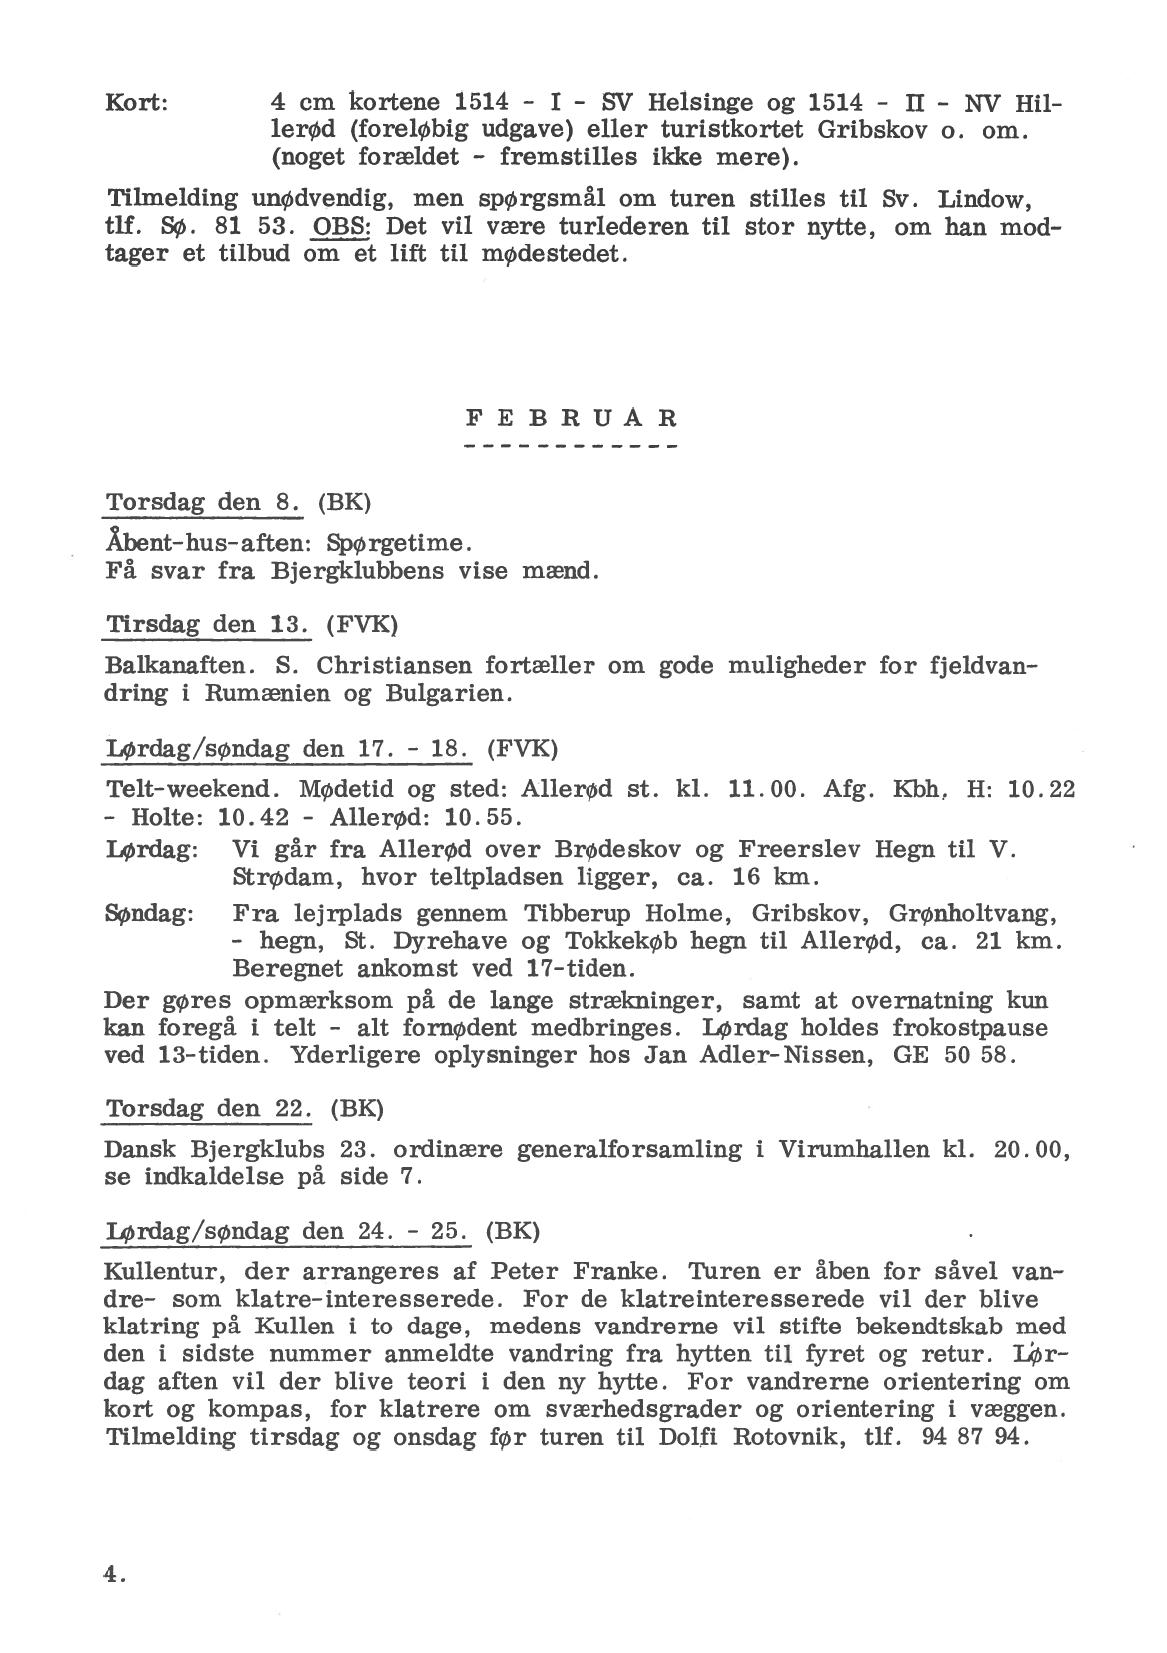 Kort: 4 cm kortene 1514 - I - SV Helsinge og 1514 - II - NV Hil-
lerød (foreløbig udgave) eller turistkortet Gribskov o. om.
(noget forældet - fremstilles ikke mere).
Tilmelding unødvendig, men spørgsmål om turen stilles til Sv. Lindow,
tlf. Sø. 81 53. OBS: Det vil være turlederen til stor nytte, om han mod-
tager et tilbud om et lift til mødestedet.
F E B R U A R
------------
Torsdag den 8. (BK)
Åbent-hus-aften: Spørgetime.
Få svar fra Bjergklubbens vise mænd.
Tirsdag den 13. (FVK)
Balkanaften. S. Christiansen fortæller om gode muligheder for fjeldvan-
dring i Rumænien og Bulgarien.
Lørdag/søndag den 17. - 18. (FVK)
Telt-weekend. Mødetid og sted: Allerød st. kl. 11.00. Afg. Kbh. H: 10.22
- Holte: 10.42 - Allerød: 10.55.
Lørdag: Vi går fra Allerød over Brødeskov og Freerslev Hegn til V.
Strødam, hvor teltpladsen ligger, ca. 16 km.
Søndag: Fra lejrplads gennem Tibberup Holme, Gribskov, Grønholtvang,
- hegn, St. Dyrehave og Tokkekøb hegn til Allerød, ca. 21 km.
Beregnet ankomst ved 17-tiden.
Der gøres opmærksom på de lange strækninger, samt at overnatning kun
kan foregå i telt - alt fornødent medbringes. Lørdag holdes frokostpause
ved 13-tiden. Yderligere oplysninger hos Jan Adler-Nissen, GE 50 58.
Torsdag den 22. (BK)
Dansk Bjergklubs 23. ordinære generalforsamling i Virumhallen kl. 20.00,
se indkaldelse på side 7.
Lørdag/søndag den 24. - 25. (BK)
Kullentur, der arrangeres af Peter Franke. Turen er åben for såvel van-
dre- som klatre-interesserede. For de klatreinteresserede vil der blive
klatring på Kullen i to dage, medens vandrerne vil stifte bekendtskab med
den i sidste nummer anmeldte vandring fra hytten til fyret og retur. Lør-
dag aften vil der blive teori i den ny hytte. For vandrerne orientering om
kort og kompas, for klatrere om sværhedsgrader og orientering i væggen.
Tilmelding tirsdag og onsdag før turen til Dolfi Rotovnik, tlf. 94 87 94.
4.